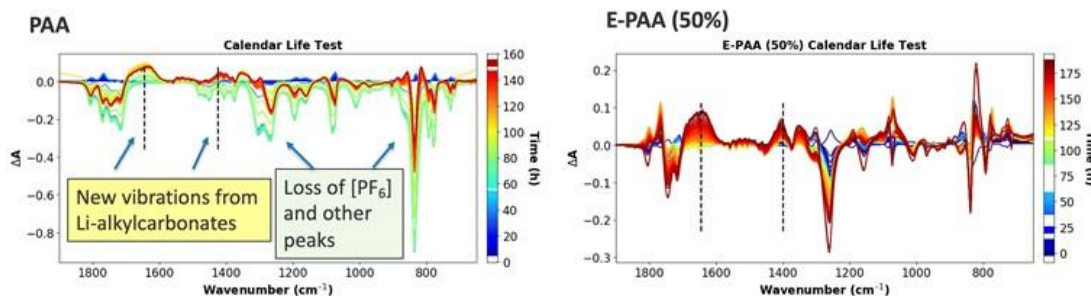 PAA
Calendar Life Test
0.0
−0.2
−0.4
−0.6
−0.8
ΔA
1800 1600 1400 1200 1000 800
Wavenumber (cm⁻¹)
160
140
120
100
80
60
40
20
0
Time (h)
New vibrations from
Li-alkylcarbonates
Loss of [PF₆]
and other
peaks
E-PAA (50%)
E-PAA (50%) Calendar Life Test
0.2
0.1
0.0
−0.1
−0.2
−0.3
ΔA
1800 1600 1400 1200 1000 800
Wavenumber (cm⁻¹)
175
150
125
100
75
50
25
0
Time (h)